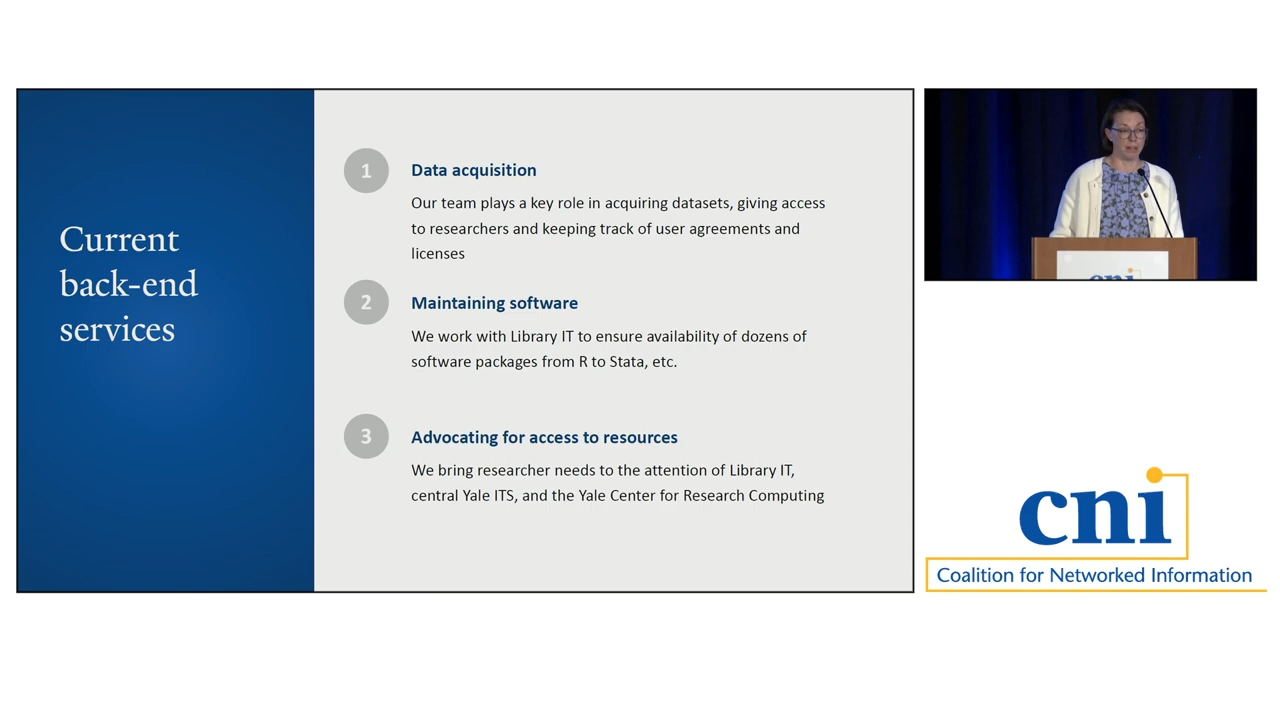 Current
back-end
services
1
Data acquisition
Our team plays a key role in acquiring datasets, giving access
to researchers and keeping track of user agreements and
licenses
2
Maintaining software
We work with Library IT to ensure availability of dozens of
software packages from R to Stata, etc.
3
Advocating for access to resources
We bring researcher needs to the attention of Library IT,
central Yale ITS, and the Yale Center for Research Computing
cni
cni
Coalition for Networked Information